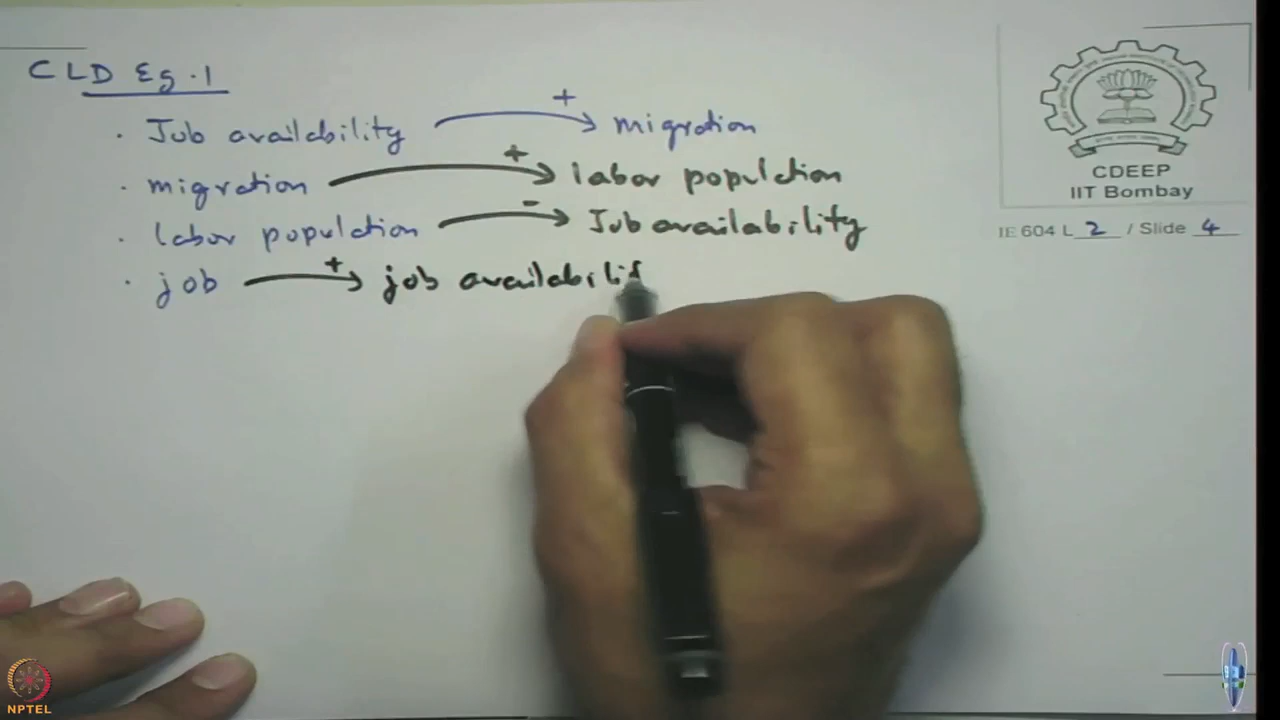 CLD Eg.1
· Job availability → + migration
· migration → + labor population
· labor population → - Job availability
· job → + job availabilit
CDEEP
IIT Bombay
IE 604 L 2 / Slide 4
NPTEL